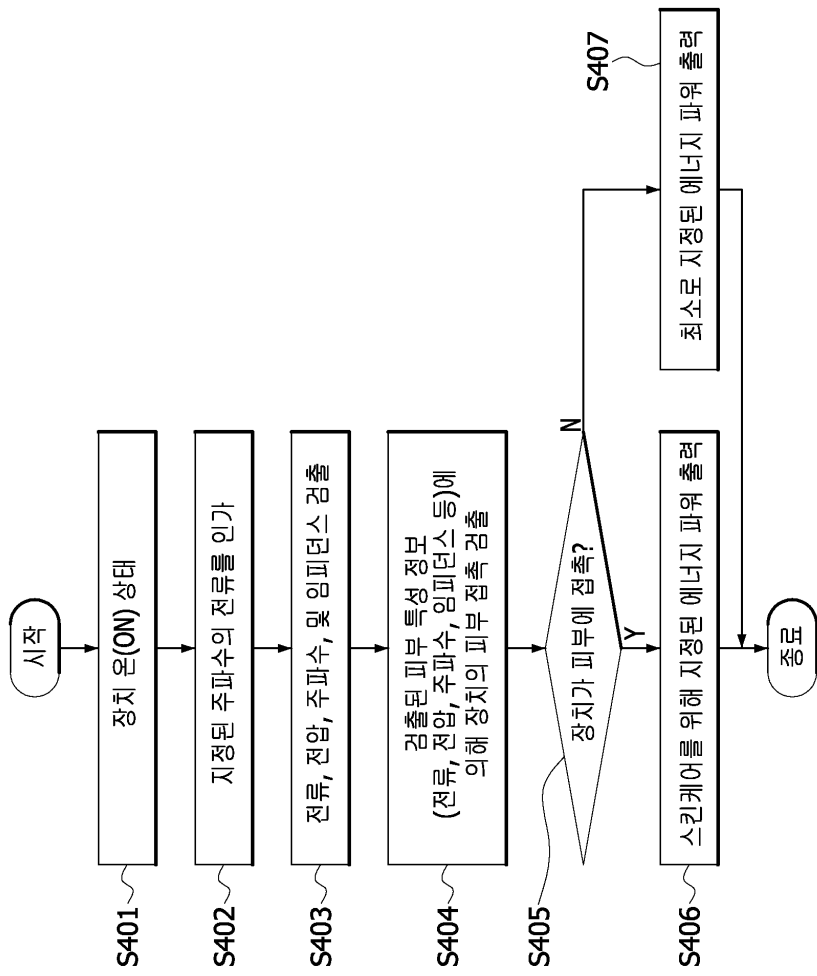 시작
S401
장치 온(ON) 상태
S402
지정된 주파수의 전류를 인가
S403
전류, 전압, 주파수, 및 임피던스 검출
S404
검출된 피부 특성 정보
(전류, 전압, 주파수, 임피던스 등)에
의해 장치의 피부 접촉 검출
S405
장치가 피부에 접촉?
N
Y
S406
스킨케어를 위해 지정된 에너지 파워 출력
S407
최소로 지정된 에너지 파워 출력
종료